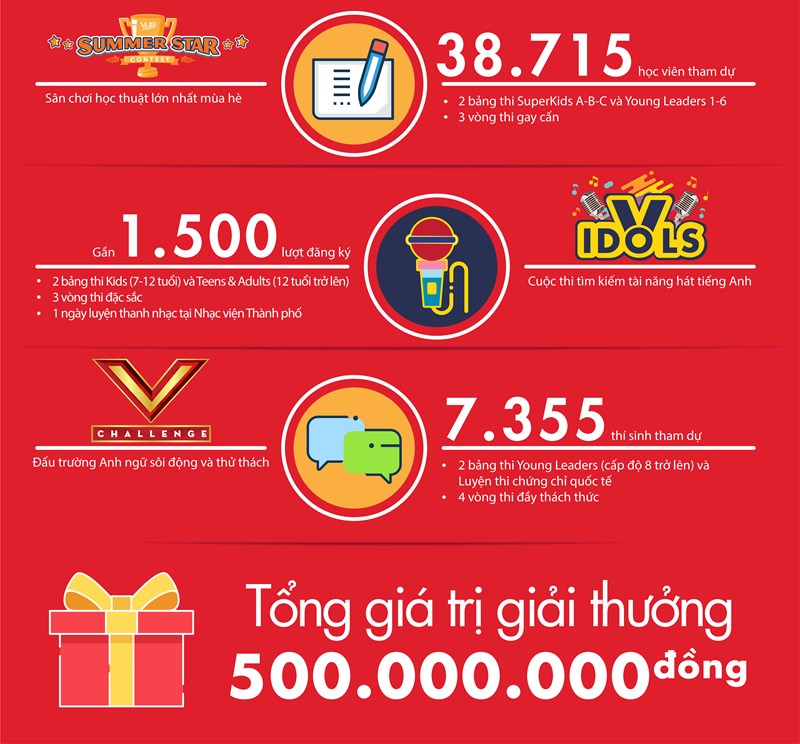 VUS
SUMMER STAR
CONTEST
Sân chơi học thuật lớn nhất mùa hè
38.715 học viên tham dự
• 2 bảng thi SuperKids A-B-C và Young Leaders 1-6
• 3 vòng thi gay cấn
Gần 1.500 lượt đăng ký
• 2 bảng thi Kids (7-12 tuổi) và Teens & Adults (12 tuổi trở lên)
• 3 vòng thi đặc sắc
• 1 ngày luyện thanh nhạc tại Nhạc viện Thành phố
V
IDOLS
Cuộc thi tìm kiếm tài năng hát tiếng Anh
V
CHALLENGE
Đấu trường Anh ngữ sôi động và thử thách
7.355 thí sinh tham dự
• 2 bảng thi Young Leaders (cấp độ 8 trở lên) và
Luyện thi chứng chỉ quốc tế
• 4 vòng thi đầy thách thức
Tổng giá trị giải thưởng
500.000.000 đồng